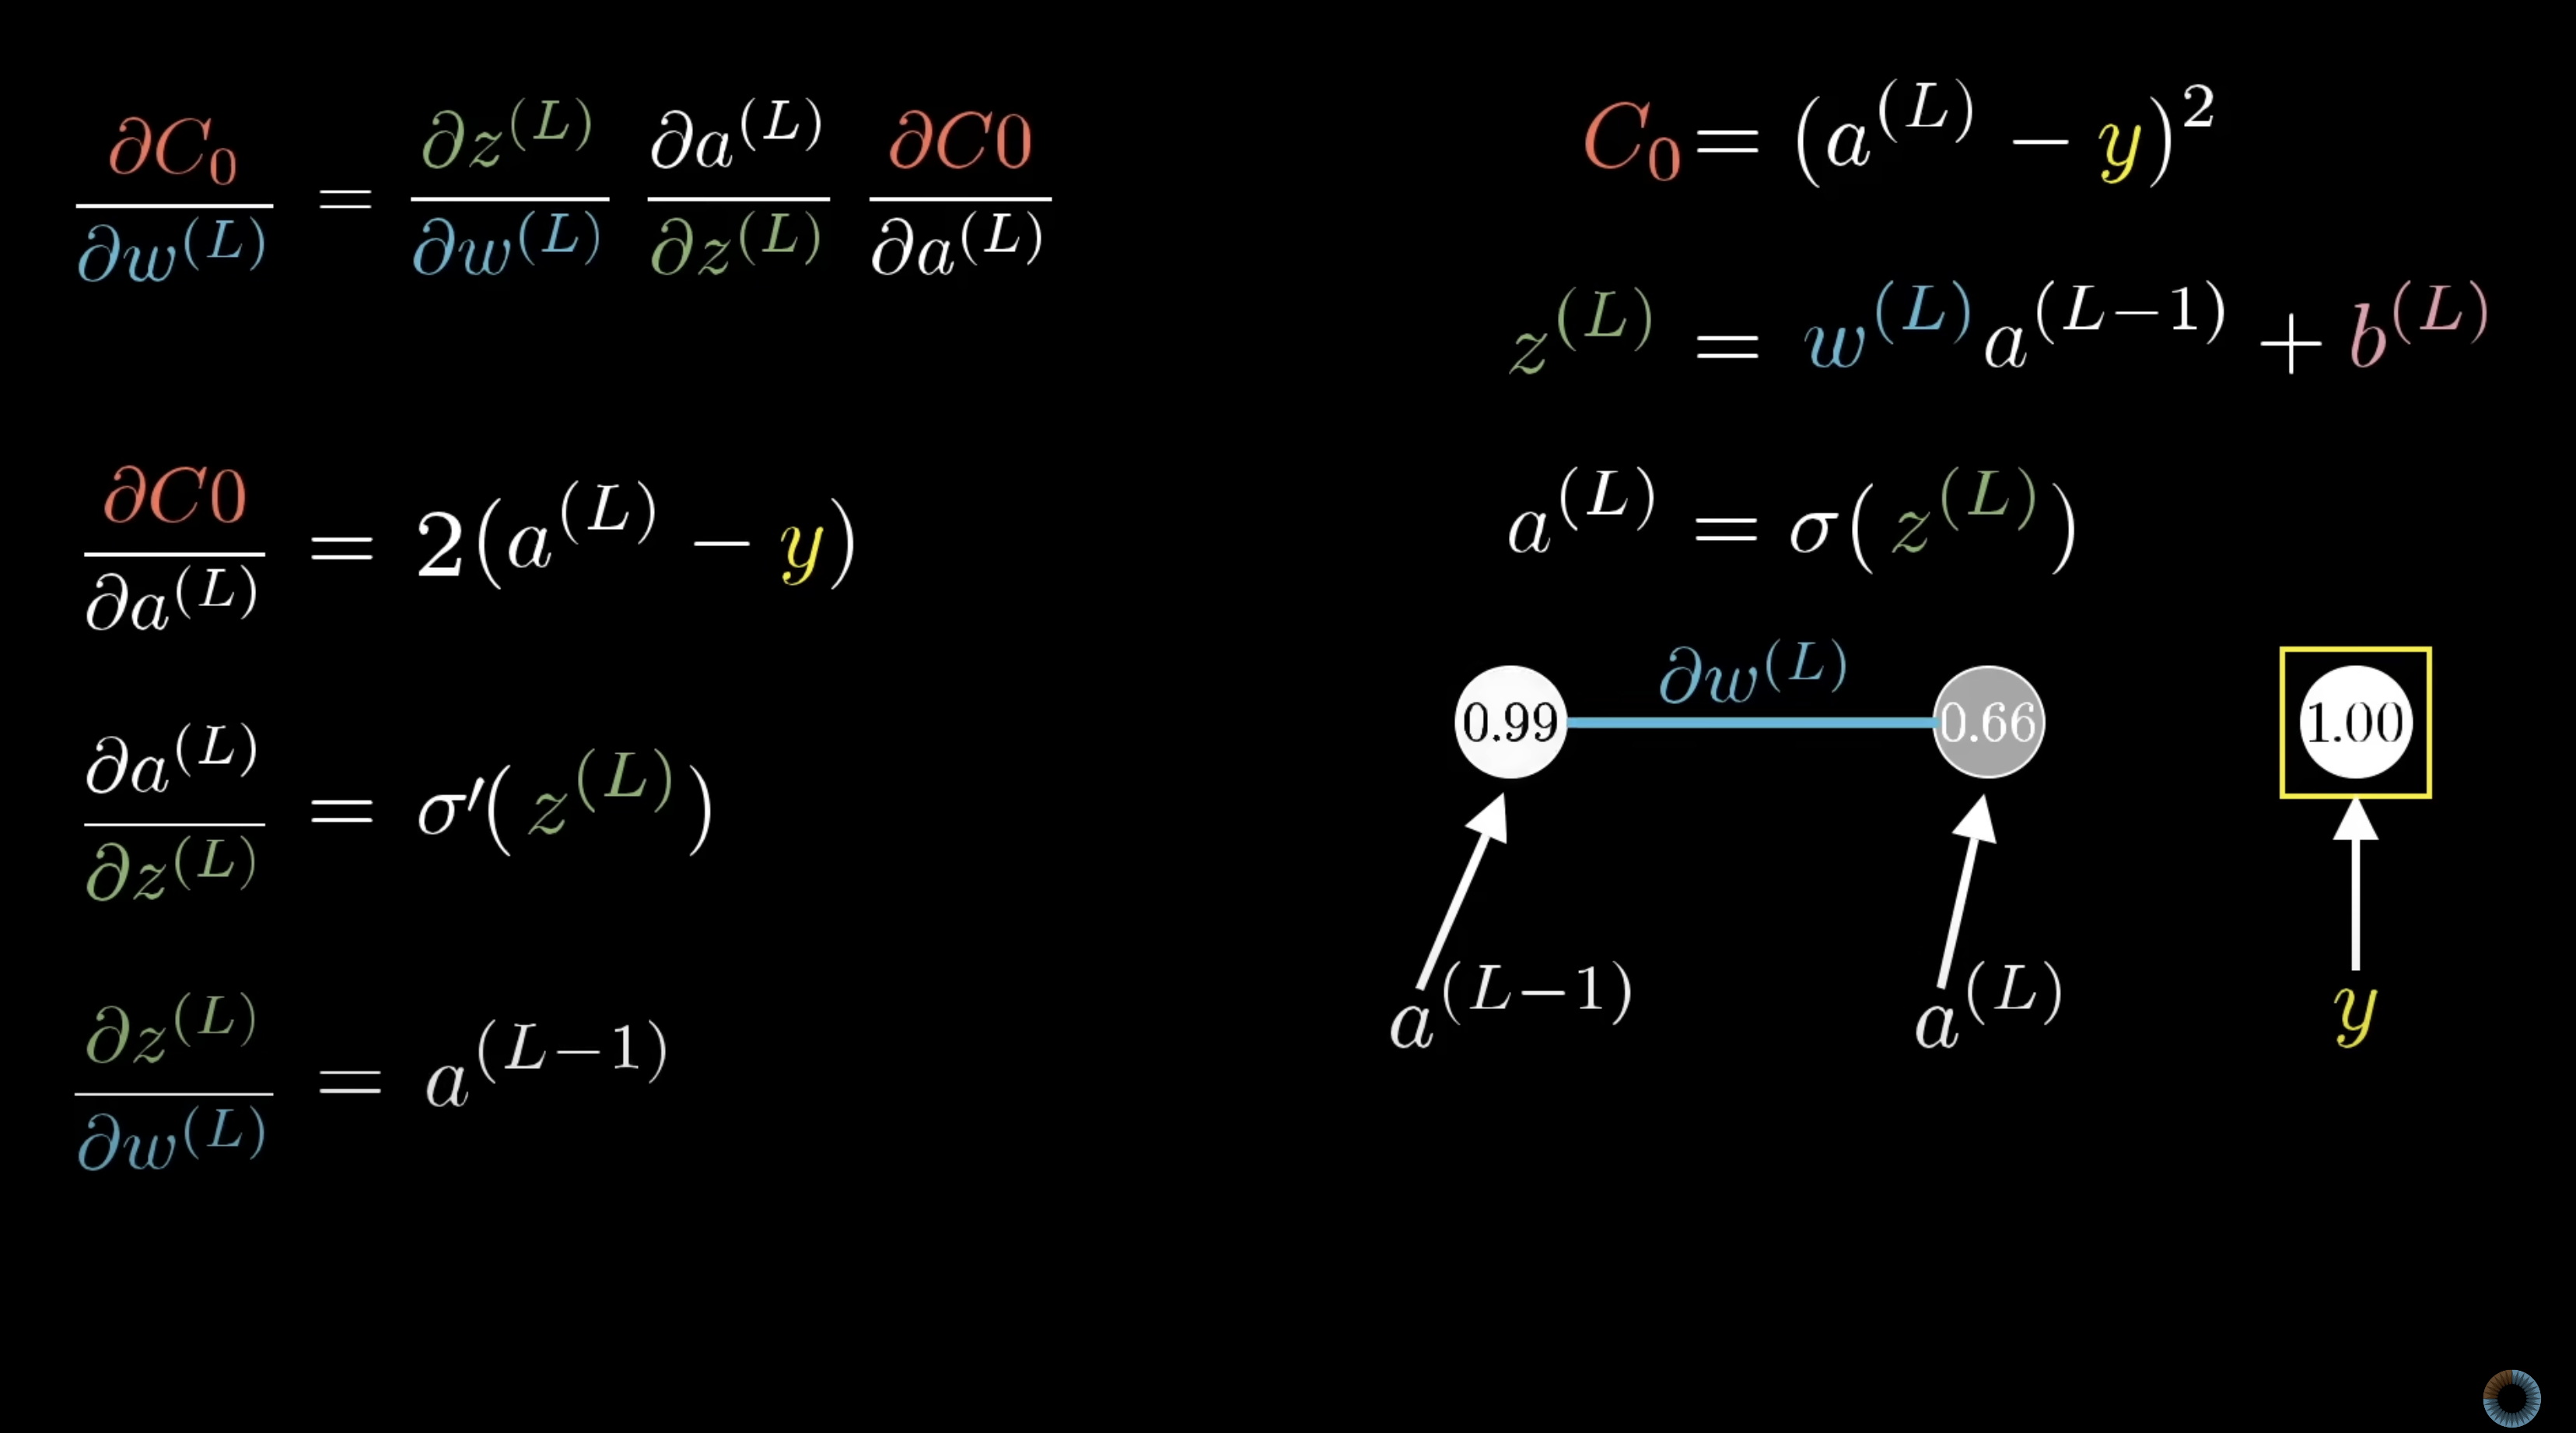 ∂C₀/∂w^(L) = ∂z^(L)/∂w^(L) ∂a^(L)/∂z^(L) ∂C0/∂a^(L)
∂C0/∂a^(L) = 2(a^(L) − y)
∂a^(L)/∂z^(L) = σ′(z^(L))
∂z^(L)/∂w^(L) = a^(L−1)
C₀ = (a^(L) − y)²
z^(L) = w^(L)a^(L−1) + b^(L)
a^(L) = σ(z^(L))
∂w^(L)
0.99 0.66 1.00
a^(L−1) a^(L) y